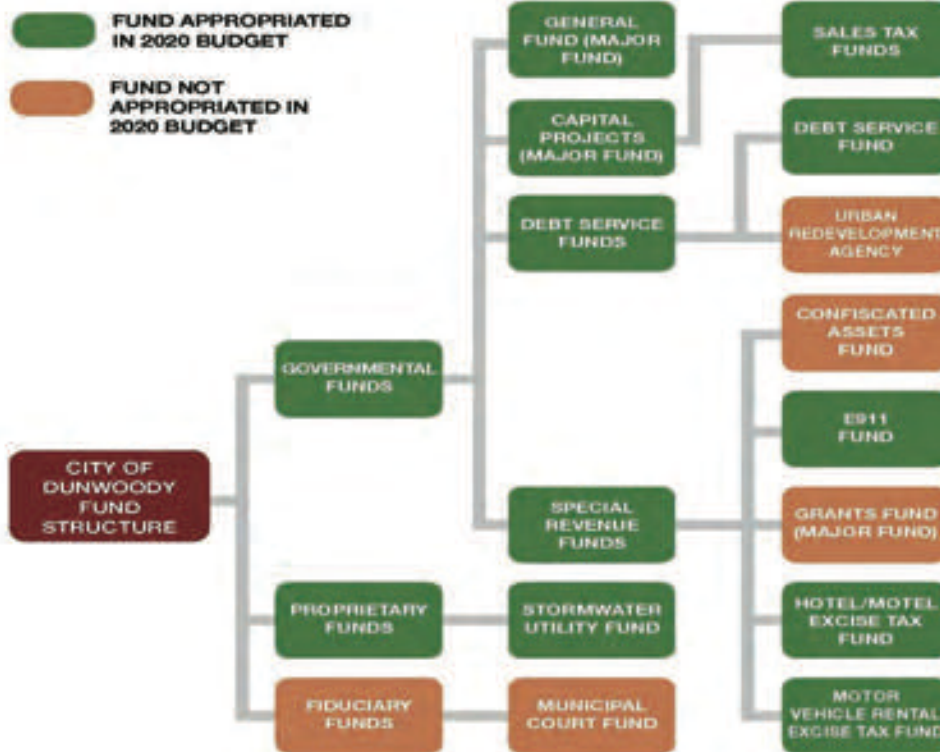 FUND APPROPRIATED
IN 2020 BUDGET
FUND NOT
APPROPRIATED IN
2020 BUDGET
GENERAL
FUND (MAJOR
FUND)
SALES TAX
FUNDS
CAPITAL
PROJECTS
(MAJOR FUND)
DEBT SERVICE
FUND
DEBT SERVICE
FUNDS
URBAN
REDEVELOPMENT
AGENCY
CONFISCATED
ASSETS
FUND
GOVERNMENTAL
FUNDS
E911
FUND
CITY OF
DUNWOODY
FUND
STRUCTURE
SPECIAL
REVENUE
FUNDS
GRANTS FUND
(MAJOR FUND)
PROPRIETARY
FUNDS
STORMWATER
UTILITY FUND
HOTEL/MOTEL
EXCISE TAX
FUND
FIDUCIARY
FUNDS
MUNICIPAL
COURT FUND
MOTOR
VEHICLE RENTAL
EXCISE TAX FUND